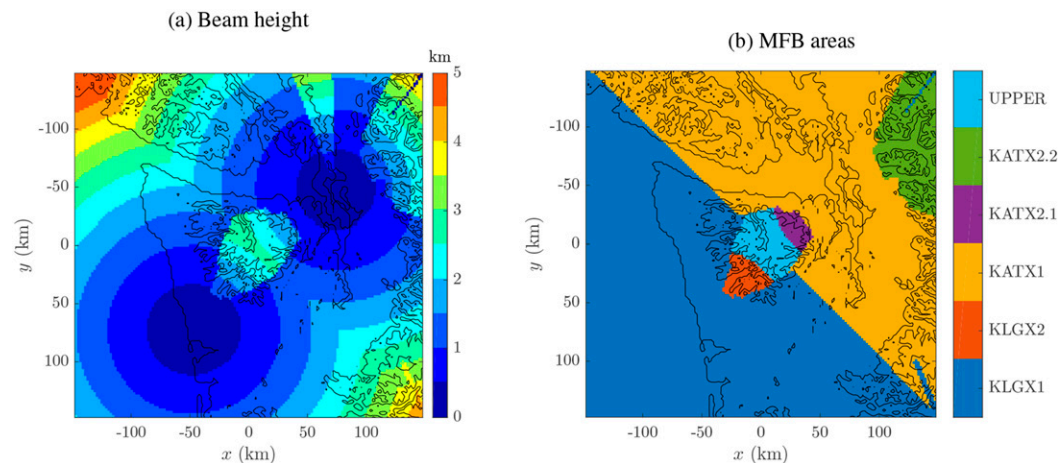 (a) Beam height
km
5
4
3
2
1
0
-100
-50
0
50
100
y (km)
-100 -50 0 50 100
x (km)
(b) MFB areas
UPPER
KATX2.2
KATX2.1
KATX1
KLGX2
KLGX1
-100
-50
0
50
100
y (km)
-100 -50 0 50 100
x (km)